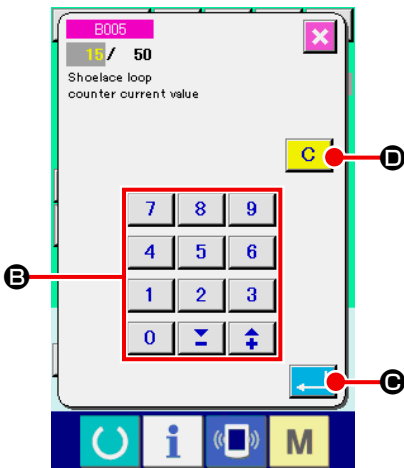 B005
15/ 50
Shoelace loop
counter current value
C
D
7 8 9
4 5 6
B
1 2 3
0
C
i M